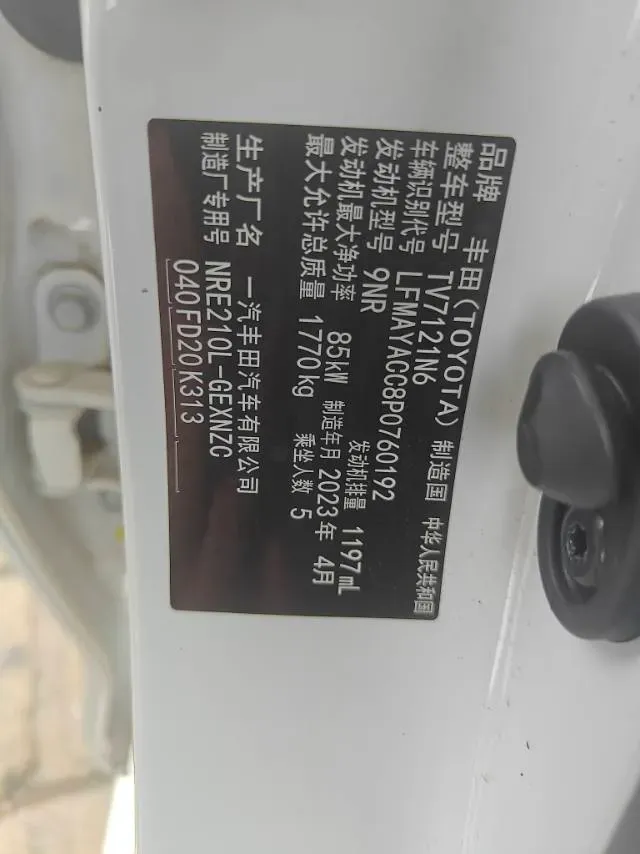 品牌 丰田(TOYOTA) 制造国 中华人民共和国
整车型号 TV7121N6
车辆识别代号 LFMAYACC8P0760192
发动机型号 9NR 发动机排量 1197mL
发动机最大净功率 85kW 制造年月 2023年 4月
最大允许总质量 1770kg 乘坐人数 5
生产厂名 一汽丰田汽车有限公司
制造厂专用号 NRE210L-GEXNZC
040 FD20 K313